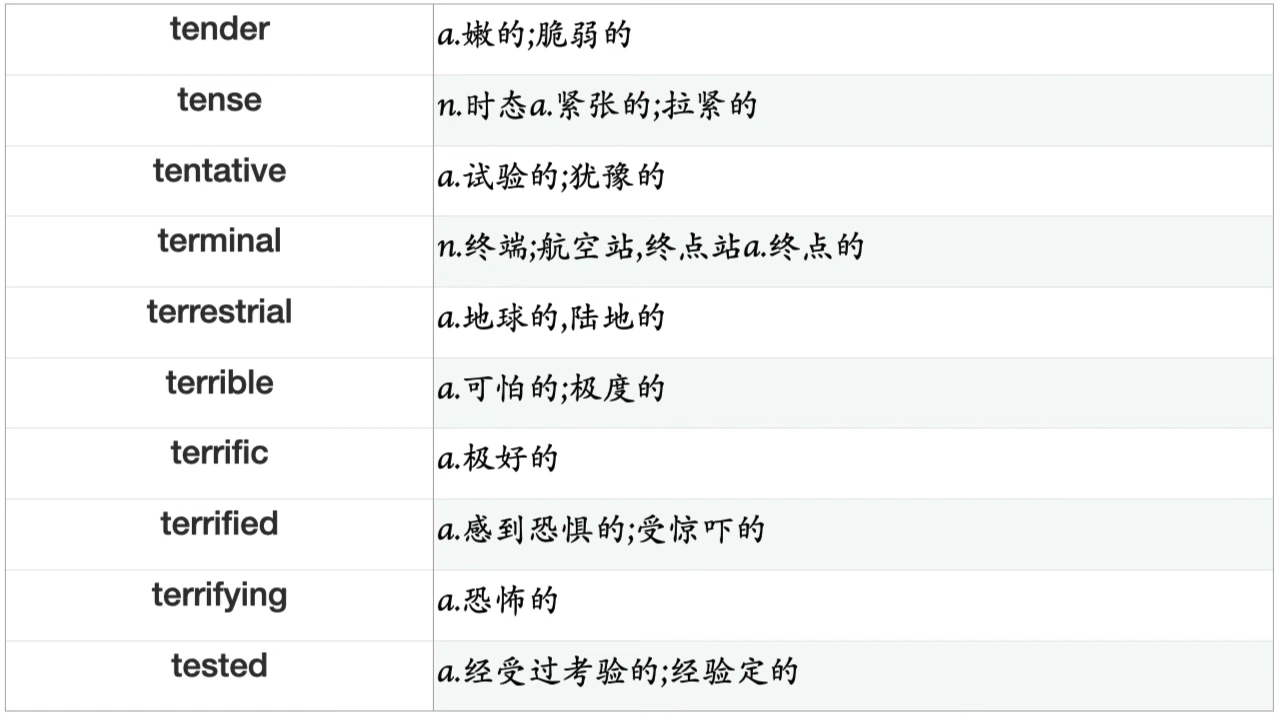 tender a.嫩的;脆弱的
tense n.时态a.紧张的;拉紧的
tentative a.试验的;犹豫的
terminal n.终端;航空站,终点站a.终点的
terrestrial a.地球的,陆地的
terrible a.可怕的;极度的
terrific a.极好的
terrified a.感到恐惧的;受惊吓的
terrifying a.恐怖的
tested a.经受过考验的;经验定的